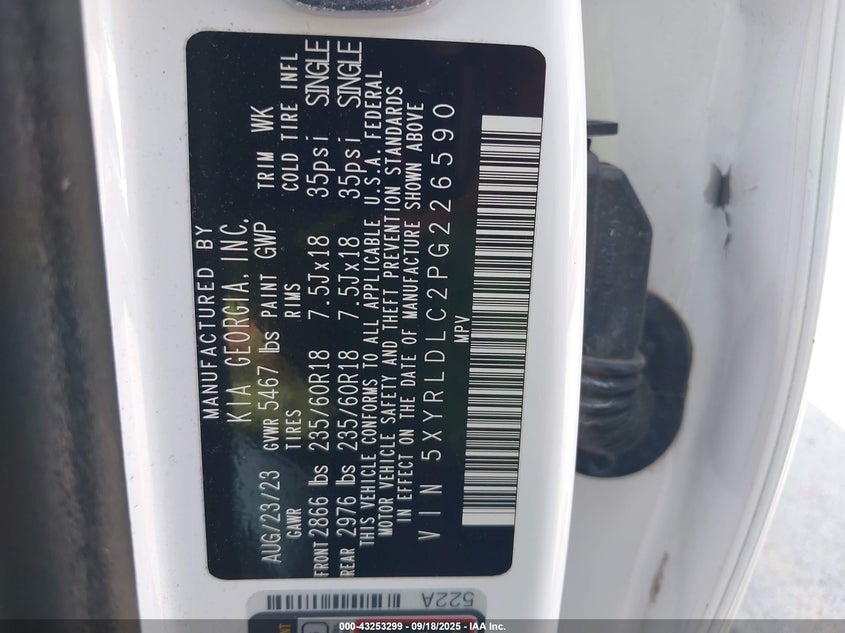 MANUFACTURED BY
KIA GEORGIA, INC.
AUG/23/23 GVWR 5467 lbs PAINT GWP TRIM WK
GAWR TIRES RIMS COLD TIRE INFL
FRONT 2866 lbs 235/60R18 7.5Jx18 35psi SINGLE
REAR 2976 lbs 235/60R18 7.5Jx18 35psi SINGLE
THIS VEHICLE CONFORMS TO ALL APPLICABLE U.S.A. FEDERAL
MOTOR VEHICLE SAFETY AND THEFT PREVENTION STANDARDS
IN EFFECT ON THE DATE OF MANUFACTURE SHOWN ABOVE
VIN 5XYRLDLC2PG226590
MPV
522A
000-43253299 - 09/18/2025 - IAA Inc.